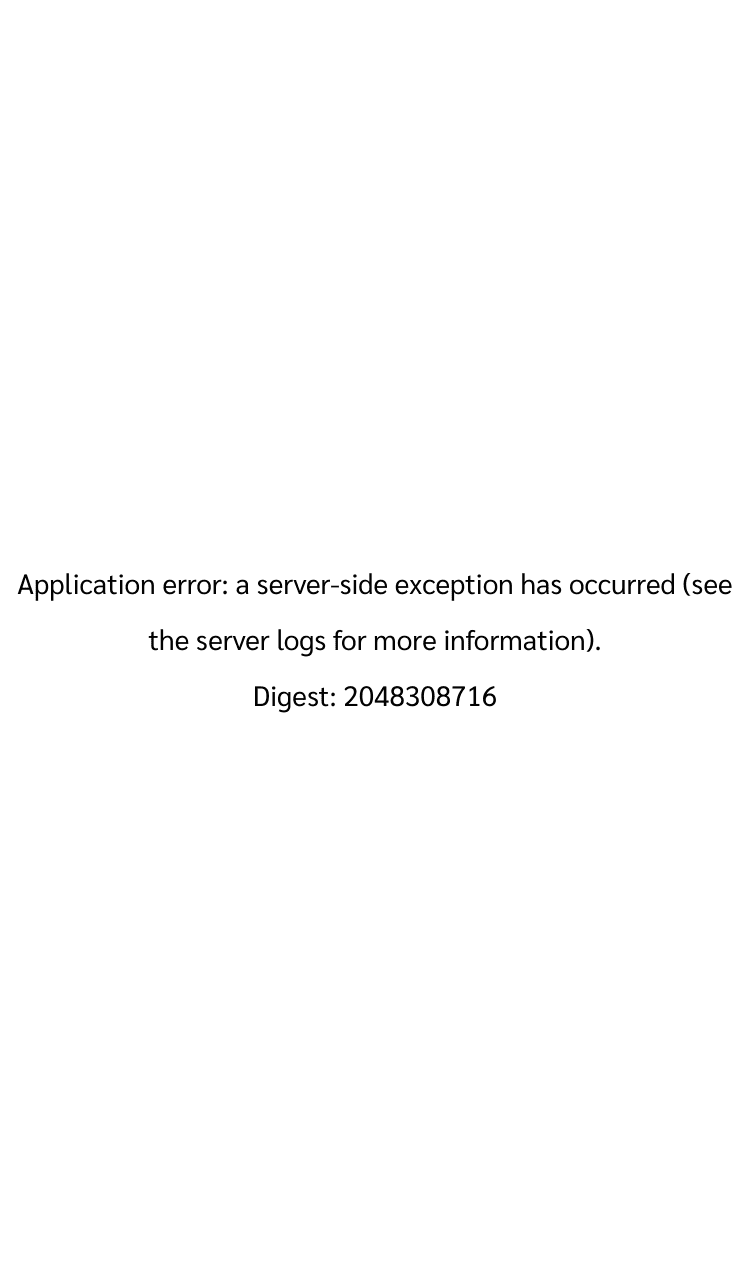 Application error: a server-side exception has occurred (see
the server logs for more information).
Digest: 2048308716